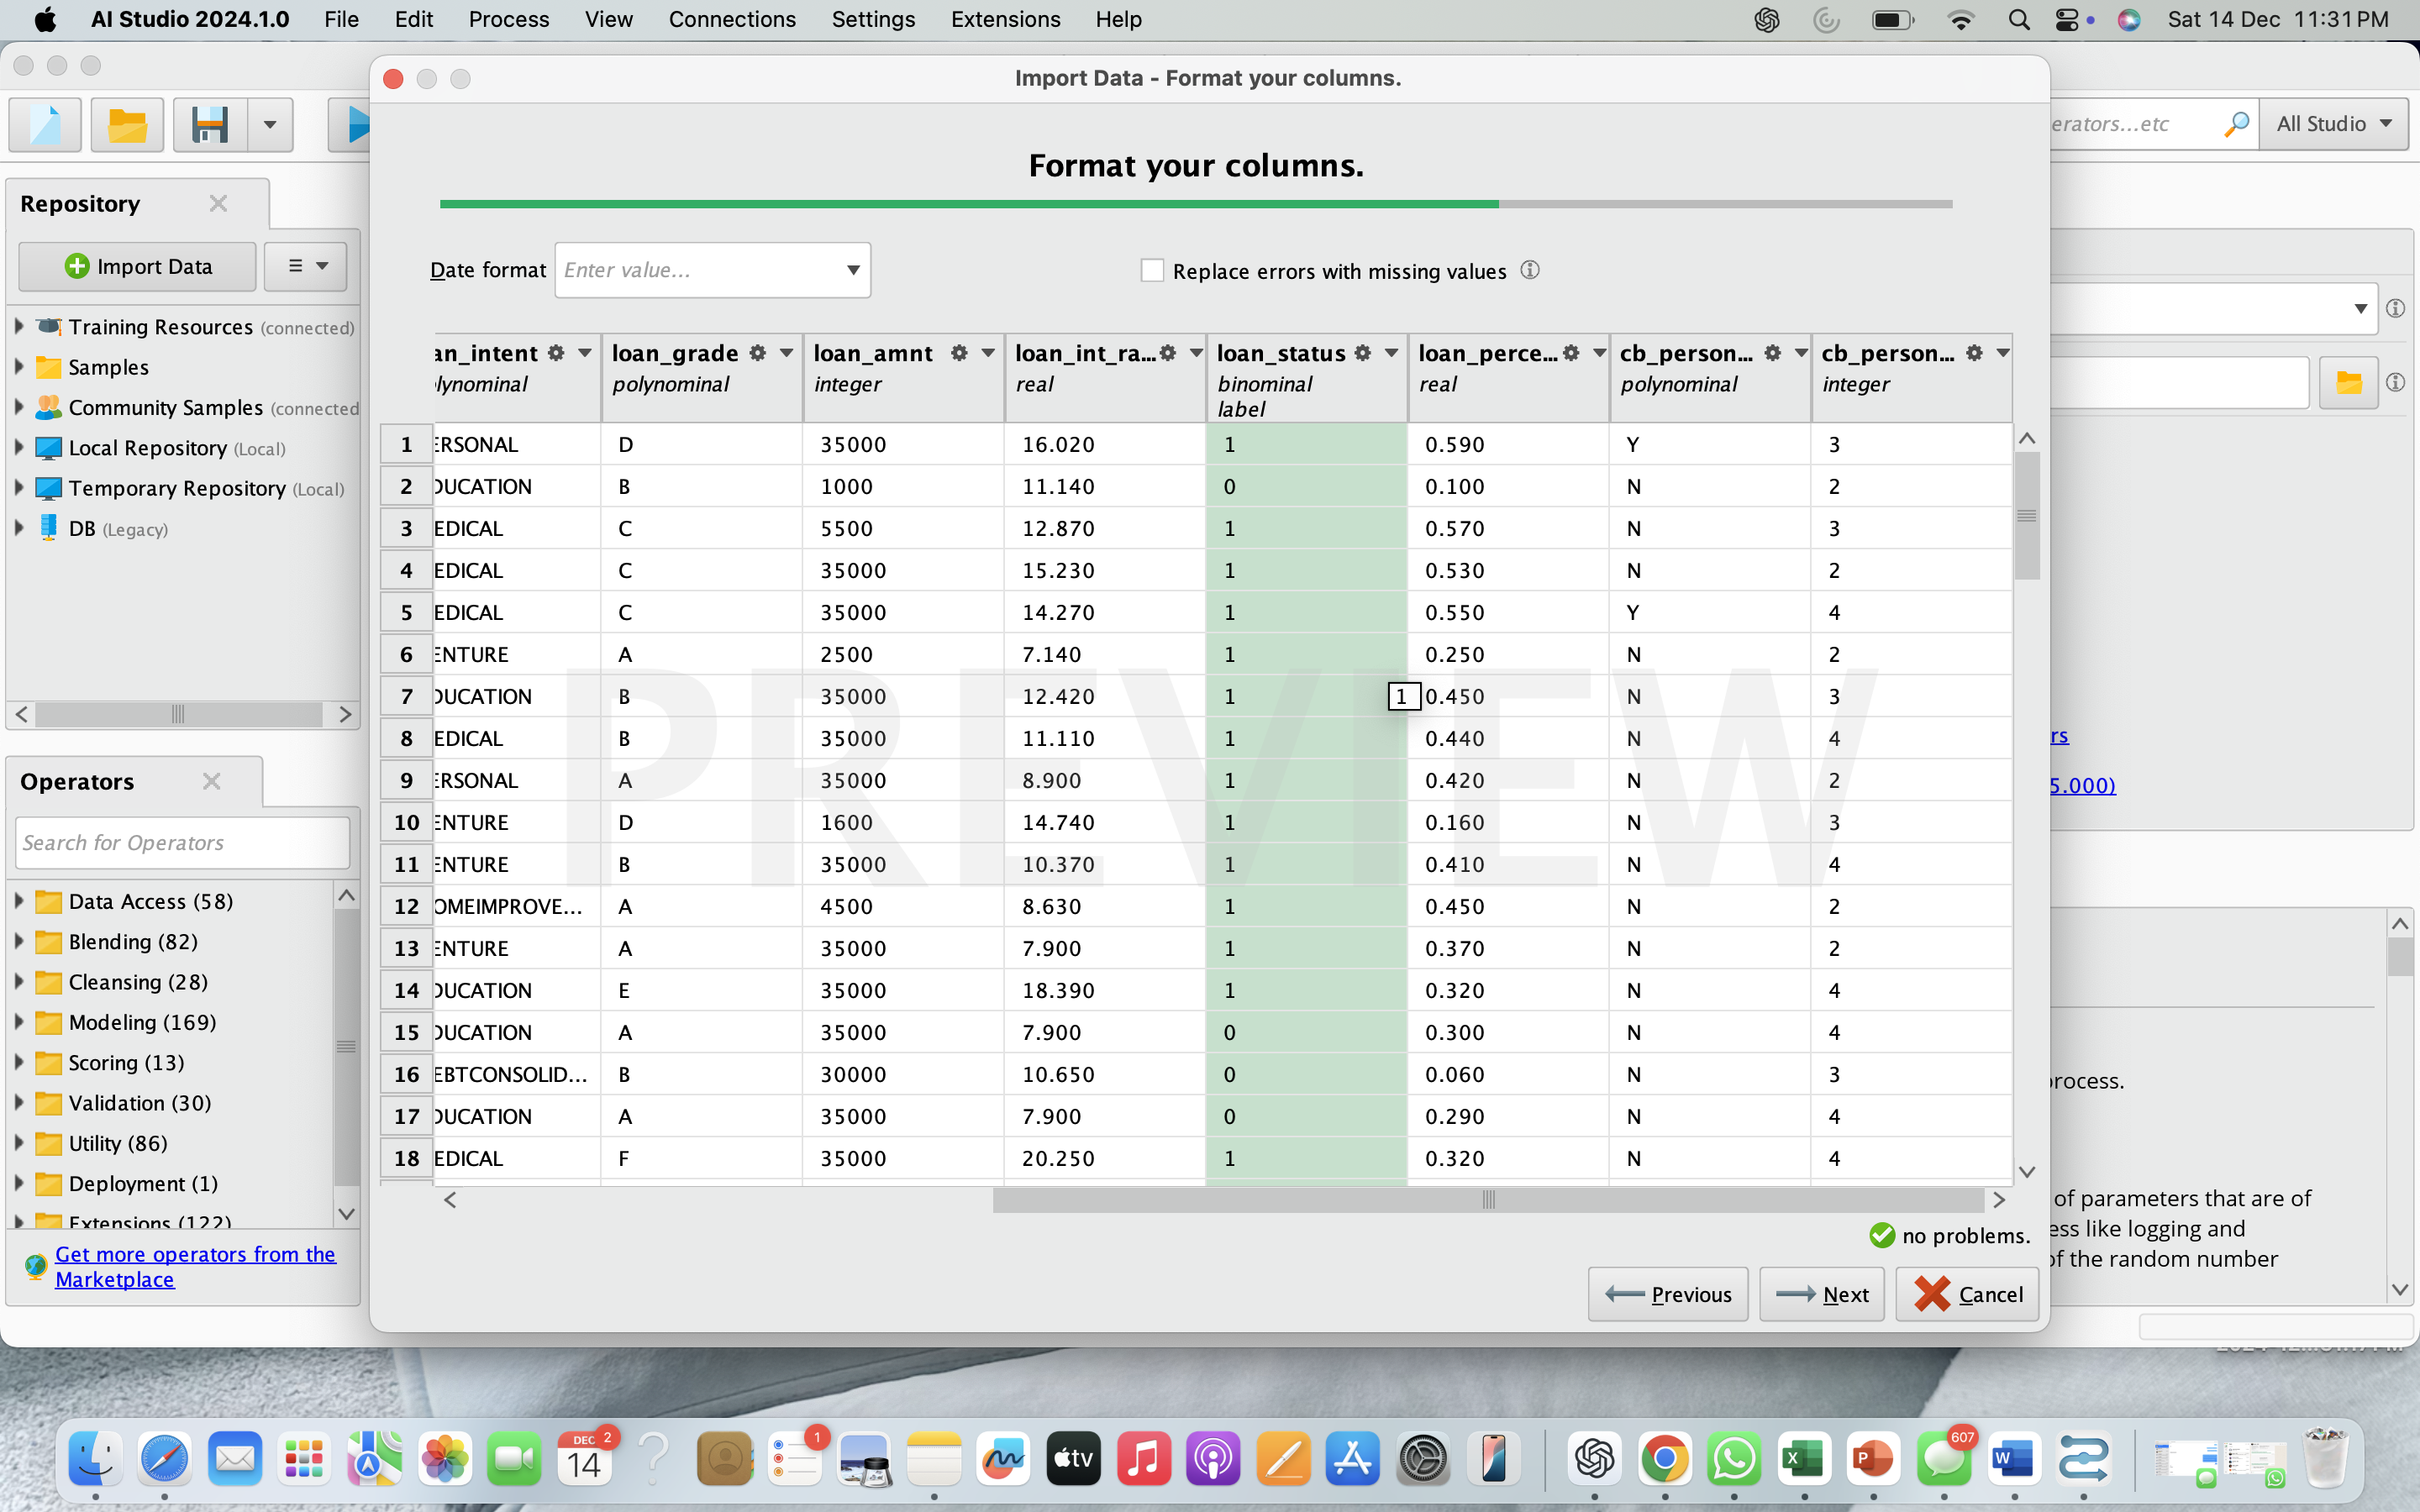 AI Studio 2024.1.0 File Edit Process View Connections Settings Extensions Help Sat 14 Dec 11:31 PM
Import Data - Format your columns.
erators...etc All Studio
Format your columns.
Repository
Import Data
Date format Enter value... Replace errors with missing values
Training Resources (connected)
Samples
Community Samples (connected
Local Repository (Local)
Temporary Repository (Local)
DB (Legacy)
an_intent loan_grade loan_amnt loan_int_ra... loan_status loan_perce... cb_person... cb_person...
lynominal polynominal integer real binominal real polynominal integer
label
1 ERSONAL D 35000 16.020 1 0.590 Y 3
2 DUCATION B 1000 11.140 0 0.100 N 2
3 EDICAL C 5500 12.870 1 0.570 N 3
4 EDICAL C 35000 15.230 1 0.530 N 2
5 EDICAL C 35000 14.270 1 0.550 Y 4
6 ENTURE A 2500 7.140 1 0.250 N 2
7 DUCATION B 35000 12.420 1 1 0.450 N 3
8 EDICAL B 35000 11.110 1 0.440 N 4
9 ERSONAL A 35000 8.900 1 0.420 N 2
10 ENTURE D 1600 14.740 1 0.160 N 3
11 ENTURE B 35000 10.370 1 0.410 N 4
12 OMEIMPROVE... A 4500 8.630 1 0.450 N 2
13 ENTURE A 35000 7.900 1 0.370 N 2
14 DUCATION E 35000 18.390 1 0.320 N 4
15 DUCATION A 35000 7.900 0 0.300 N 4
16 EBTCONSOLID... B 30000 10.650 0 0.060 N 3
17 DUCATION A 35000 7.900 0 0.290 N 4
18 EDICAL F 35000 20.250 1 0.320 N 4
PREVIEW
no problems.
Previous Next Cancel
Operators
Search for Operators
Data Access (58)
Blending (82)
Cleansing (28)
Modeling (169)
Scoring (13)
Validation (30)
Utility (86)
Deployment (1)
Extensions (122)
Get more operators from the
Marketplace
rs
5.000)
process.
of parameters that are of
ess like logging and
of the random number
DEC 2
14
1
tv
607
X
P
W